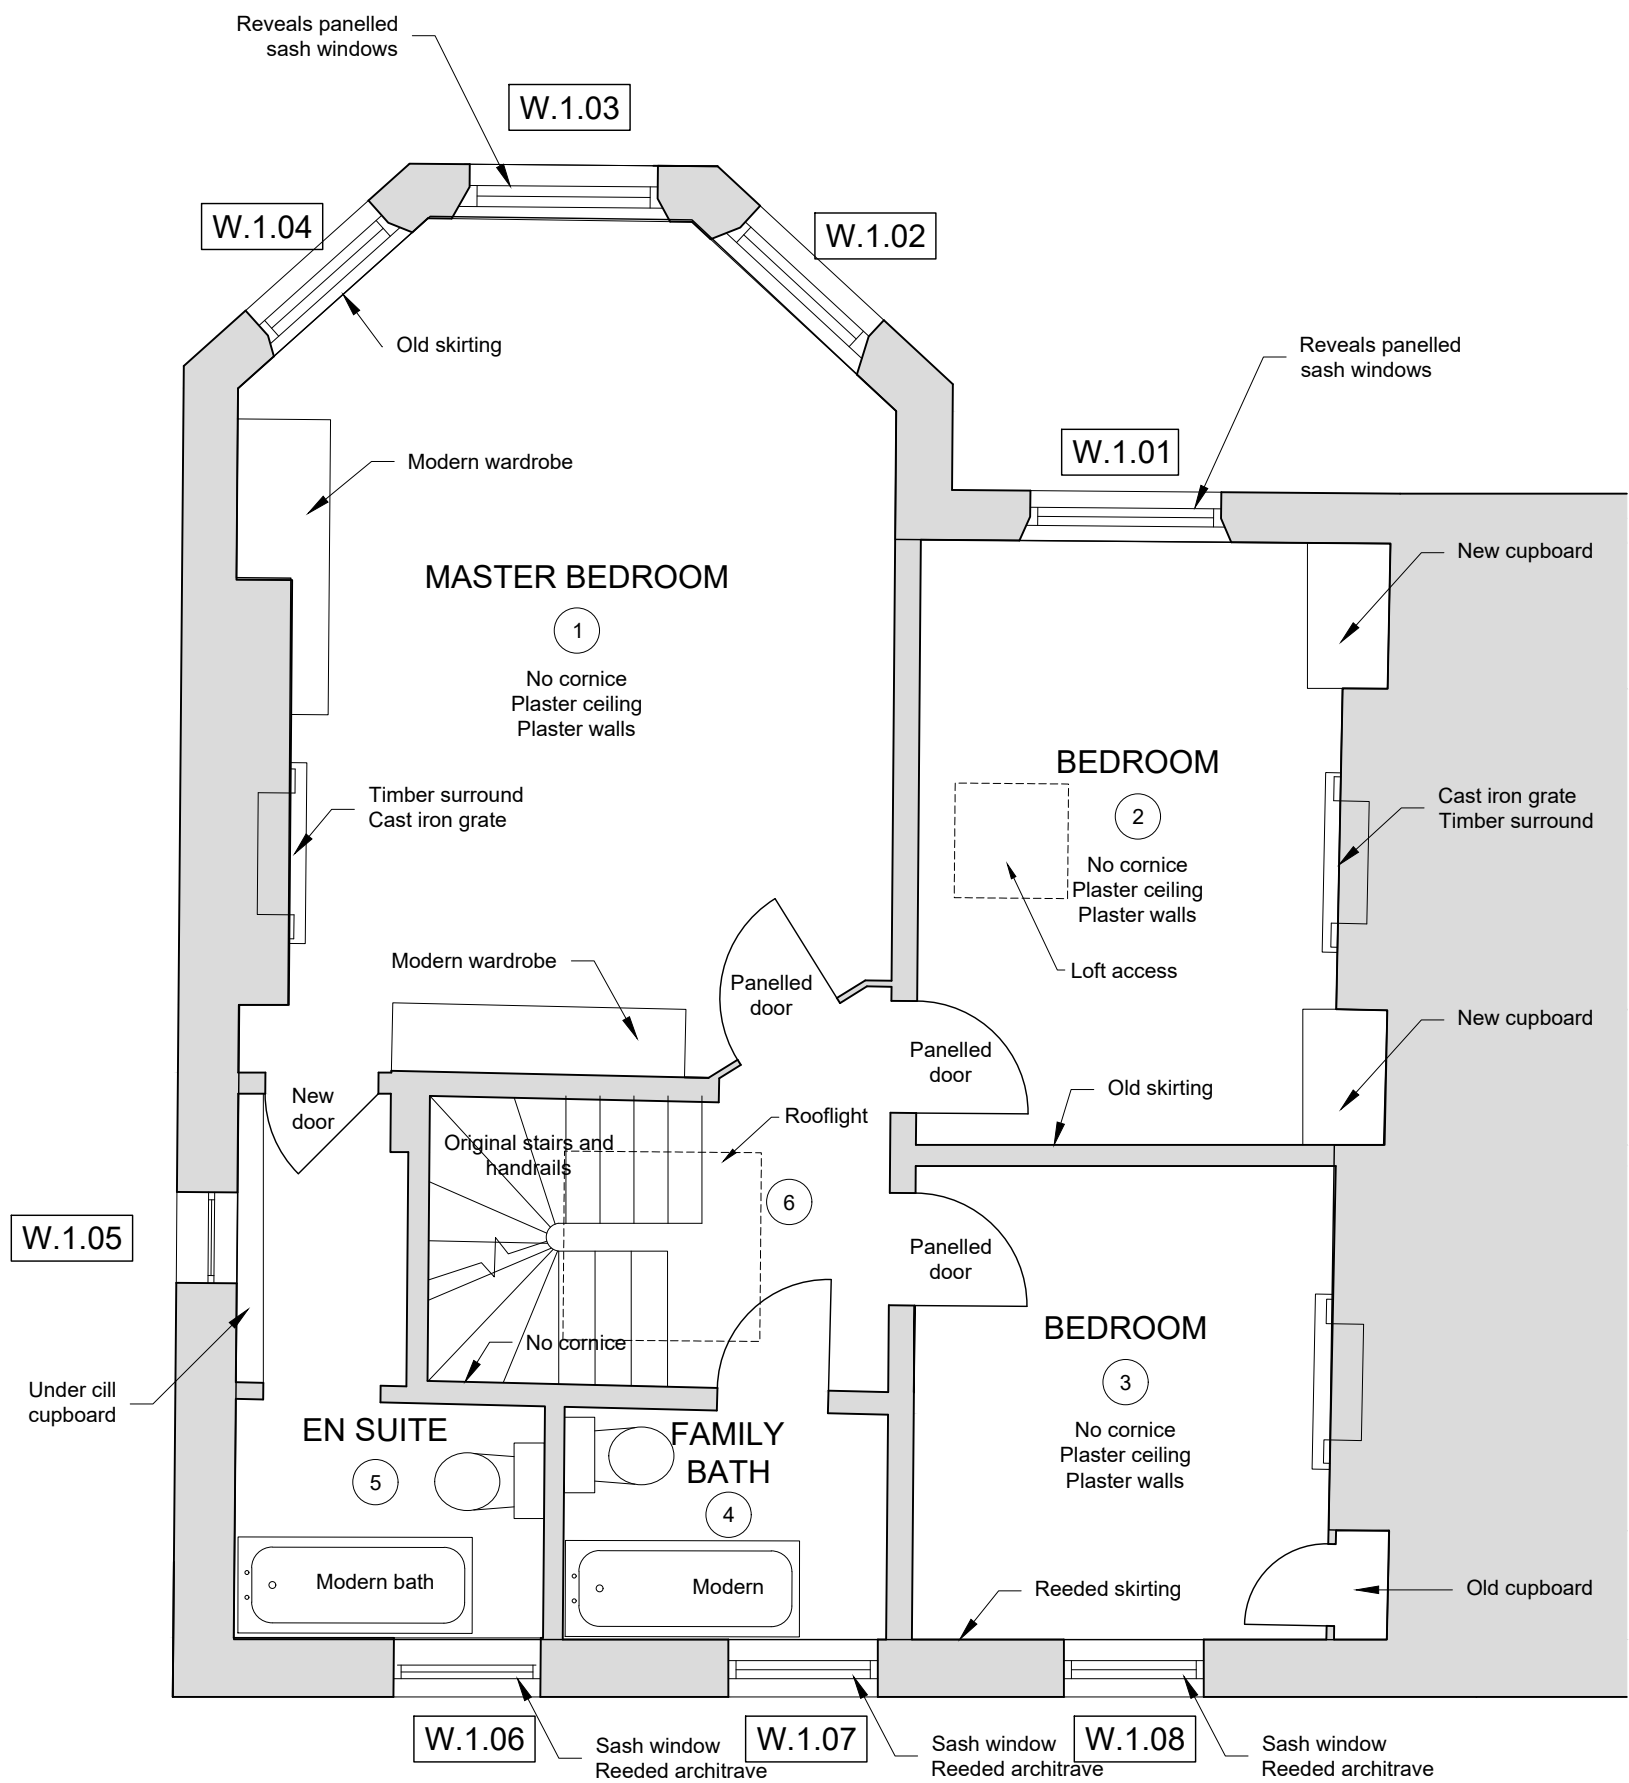 Reveals panelled
sash windows
W.1.03
W.1.04
W.1.02
Old skirting
Reveals panelled
sash windows
W.1.01
Modern wardrobe
New cupboard
MASTER BEDROOM
1
No cornice
Plaster ceiling
Plaster walls
BEDROOM
2
No cornice
Plaster ceiling
Plaster walls
Timber surround
Cast iron grate
Cast iron grate
Timber surround
Loft access
Modern wardrobe
Panelled
door
New cupboard
Panelled
door
Old skirting
New
door
Rooflight
Original stairs and
handrails
6
W.1.05
Panelled
door
No cornice
BEDROOM
3
No cornice
Plaster ceiling
Plaster walls
Under cill
cupboard
EN SUITE
5
FAMILY
BATH
4
Modern bath
Modern
Reeded skirting
Old cupboard
W.1.06
Sash window
Reeded architrave
W.1.07
Sash window
Reeded architrave
W.1.08
Sash window
Reeded architrave